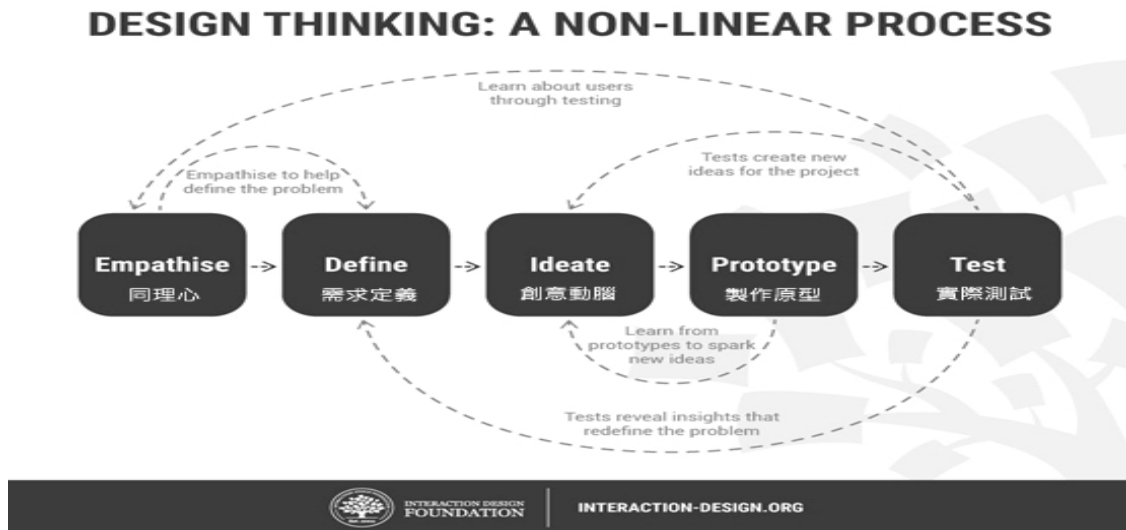 DESIGN THINKING: A NON-LINEAR PROCESS
Learn about users
through testing
Empathise to help
define the problem
Tests create new
ideas for the project
Empathise
同理心
Define
需求定義
Ideate
創意動腦
Prototype
製作原型
Test
實際測試
Learn from
prototypes to spark
new ideas
Tests reveal insights that
redefine the problem
INTERACTION DESIGN
FOUNDATION
INTERACTION-DESIGN.ORG